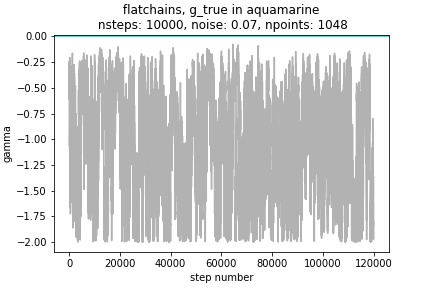 flatchains, g_true in aquamarine
nsteps: 10000, noise: 0.07, npoints: 1048
0.00
−0.25
−0.50
−0.75
−1.00
−1.25
−1.50
−1.75
−2.00
gamma
0 20000 40000 60000 80000 100000 120000
step number